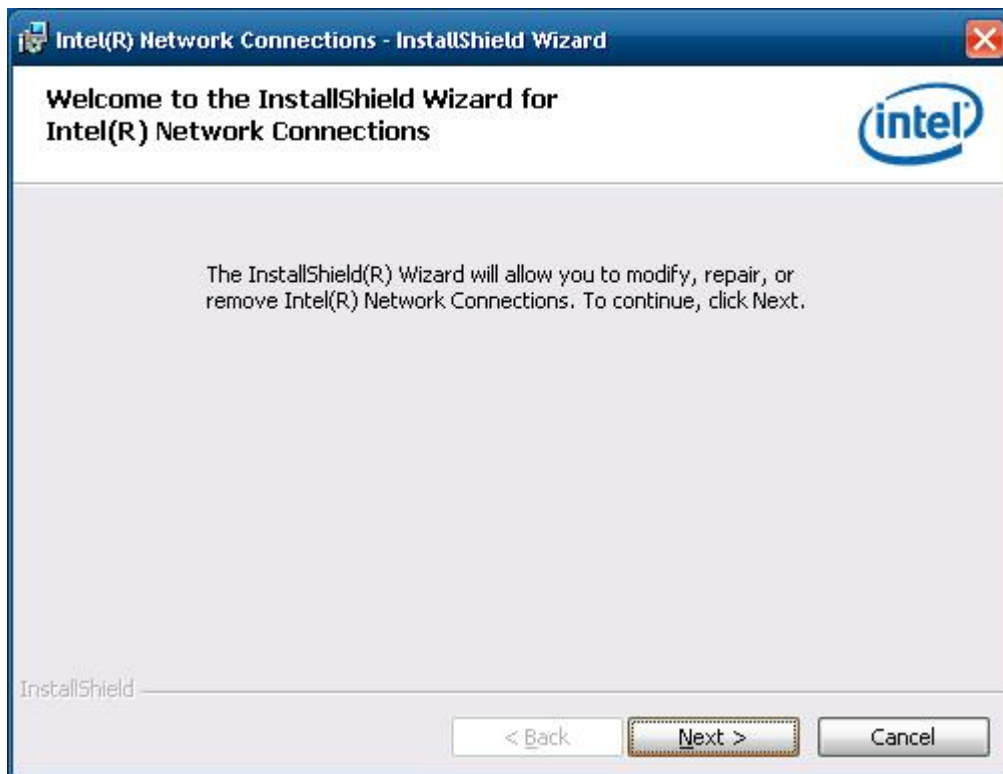 Intel(R) Network Connections - InstallShield Wizard
Welcome to the InstallShield Wizard for
Intel(R) Network Connections
intel
The InstallShield(R) Wizard will allow you to modify, repair, or
remove Intel(R) Network Connections. To continue, click Next.
InstallShield
< Back
Next >
Cancel